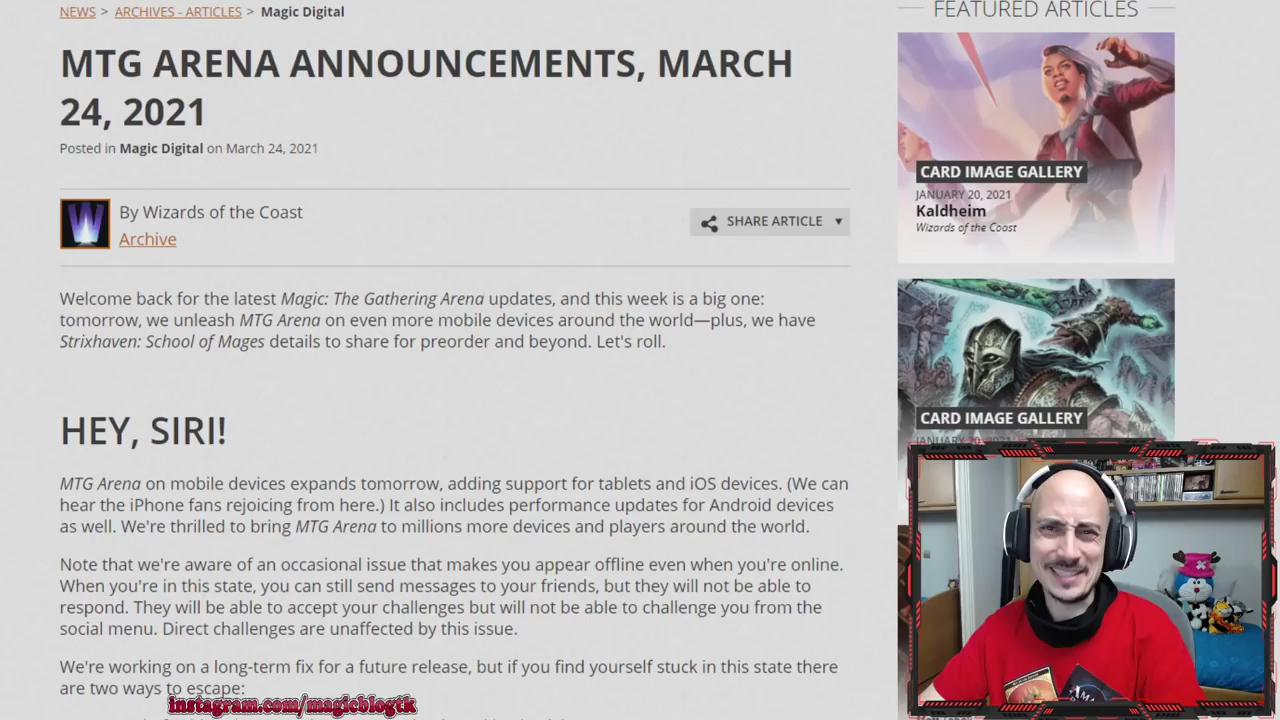 NEWS > ARCHIVES - ARTICLES > Magic Digital
MTG ARENA ANNOUNCEMENTS, MARCH
24, 2021
Posted in Magic Digital on March 24, 2021
By Wizards of the Coast
Archive
SHARE ARTICLE
Welcome back for the latest Magic: The Gathering Arena updates, and this week is a big one:
tomorrow, we unleash MTG Arena on even more mobile devices around the world—plus, we have
Strixhaven: School of Mages details to share for preorder and beyond. Let's roll.
HEY, SIRI!
MTG Arena on mobile devices expands tomorrow, adding support for tablets and iOS devices. (We can
hear the iPhone fans rejoicing from here.) It also includes performance updates for Android devices
as well. We're thrilled to bring MTG Arena to millions more devices and players around the world.
Note that we're aware of an occasional issue that makes you appear offline even when you're online.
When you're in this state, you can still send messages to your friends, but they will not be able to
respond. They will be able to accept your challenges but will not be able to challenge you from the
social menu. Direct challenges are unaffected by this issue.
We're working on a long-term fix for a future release, but if you find yourself stuck in this state there
are two ways to escape:
instagram.com/magicblogtk
FEATURED ARTICLES
CARD IMAGE GALLERY
JANUARY 20, 2021
Kaldheim
Wizards of the Coast
CARD IMAGE GALLERY